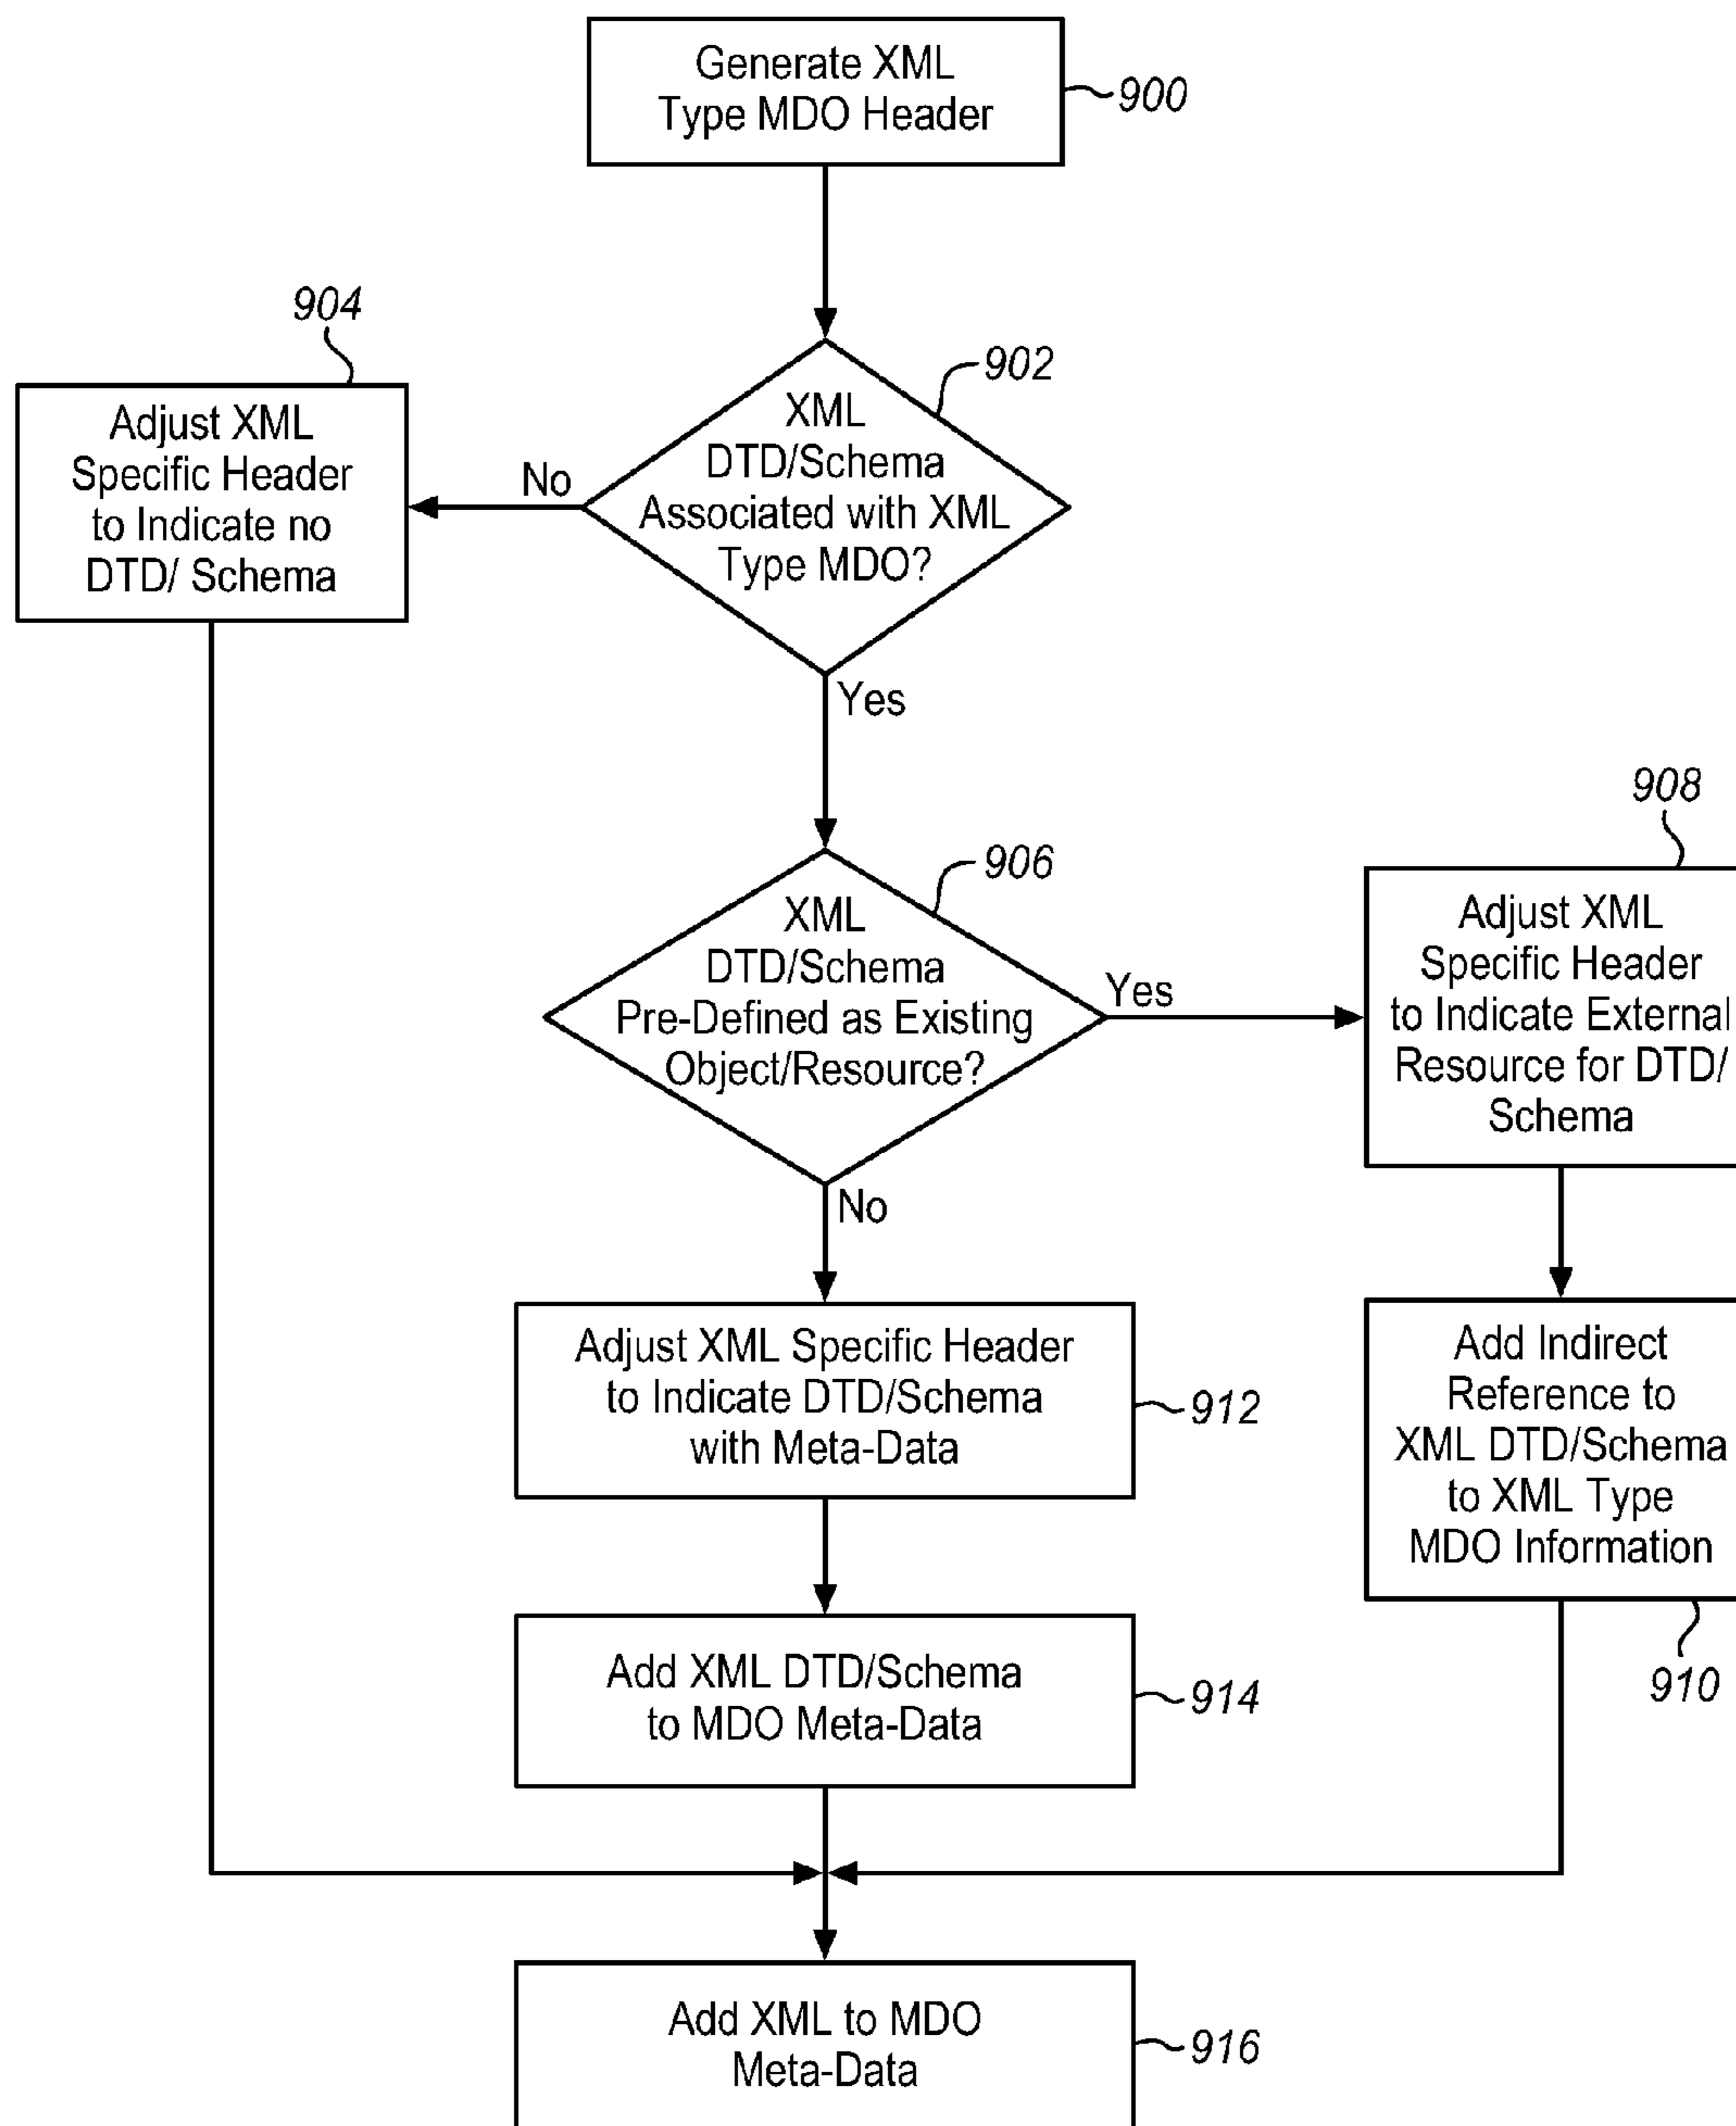 Generate XML
Type MDO Header
900
904
902
Adjust XML
Specific Header
to Indicate no
DTD/ Schema
No
XML
DTD/Schema
Associated with XML
Type MDO?
Yes
908
906
XML
DTD/Schema
Pre-Defined as Existing
Object/Resource?
Yes
Adjust XML
Specific Header
to Indicate External
Resource for DTD/
Schema
No
Adjust XML Specific Header
to Indicate DTD/Schema
with Meta-Data
912
Add Indirect
Reference to
XML DTD/Schema
to XML Type
MDO Information
910
Add XML DTD/Schema
to MDO Meta-Data
914
Add XML to MDO
Meta-Data
916